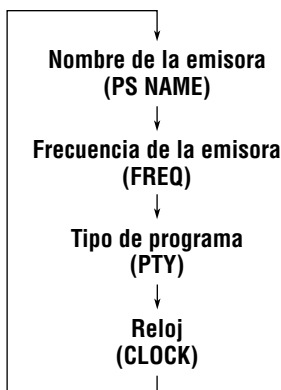 Nombre de la emisora
(PS NAME)
Frecuencia de la emisora
(FREQ)
Tipo de programa
(PTY)
Reloj
(CLOCK)